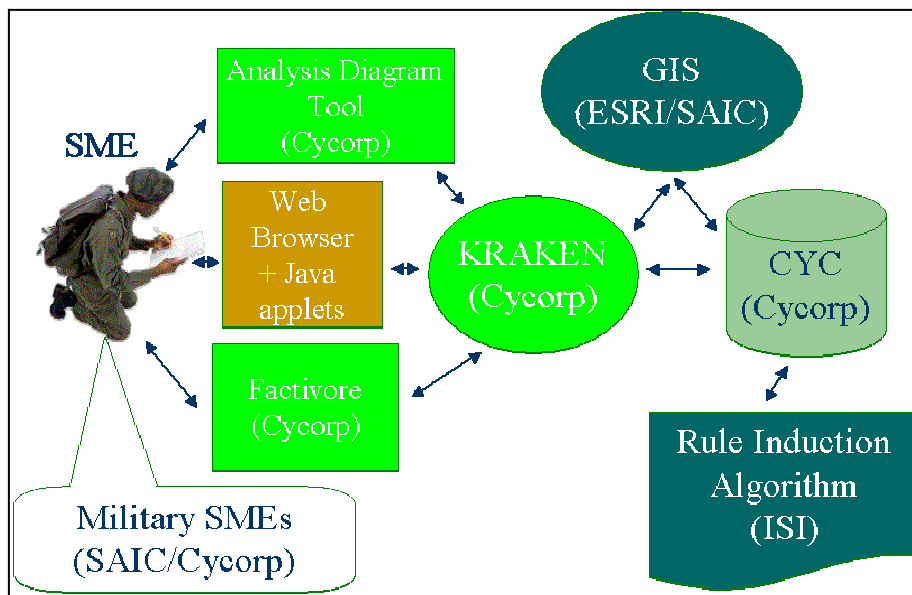 Analysis Diagram
Tool
(Cycorp)
GIS
(ESRI/SAIC)
SME
Web
Browser
+ Java
applets
KRAKEN
(Cycorp)
CYC
(Cycorp)
Factivore
(Cycorp)
Rule Induction
Algorithm
(ISI)
Military SMEs
(SAIC/Cycorp)